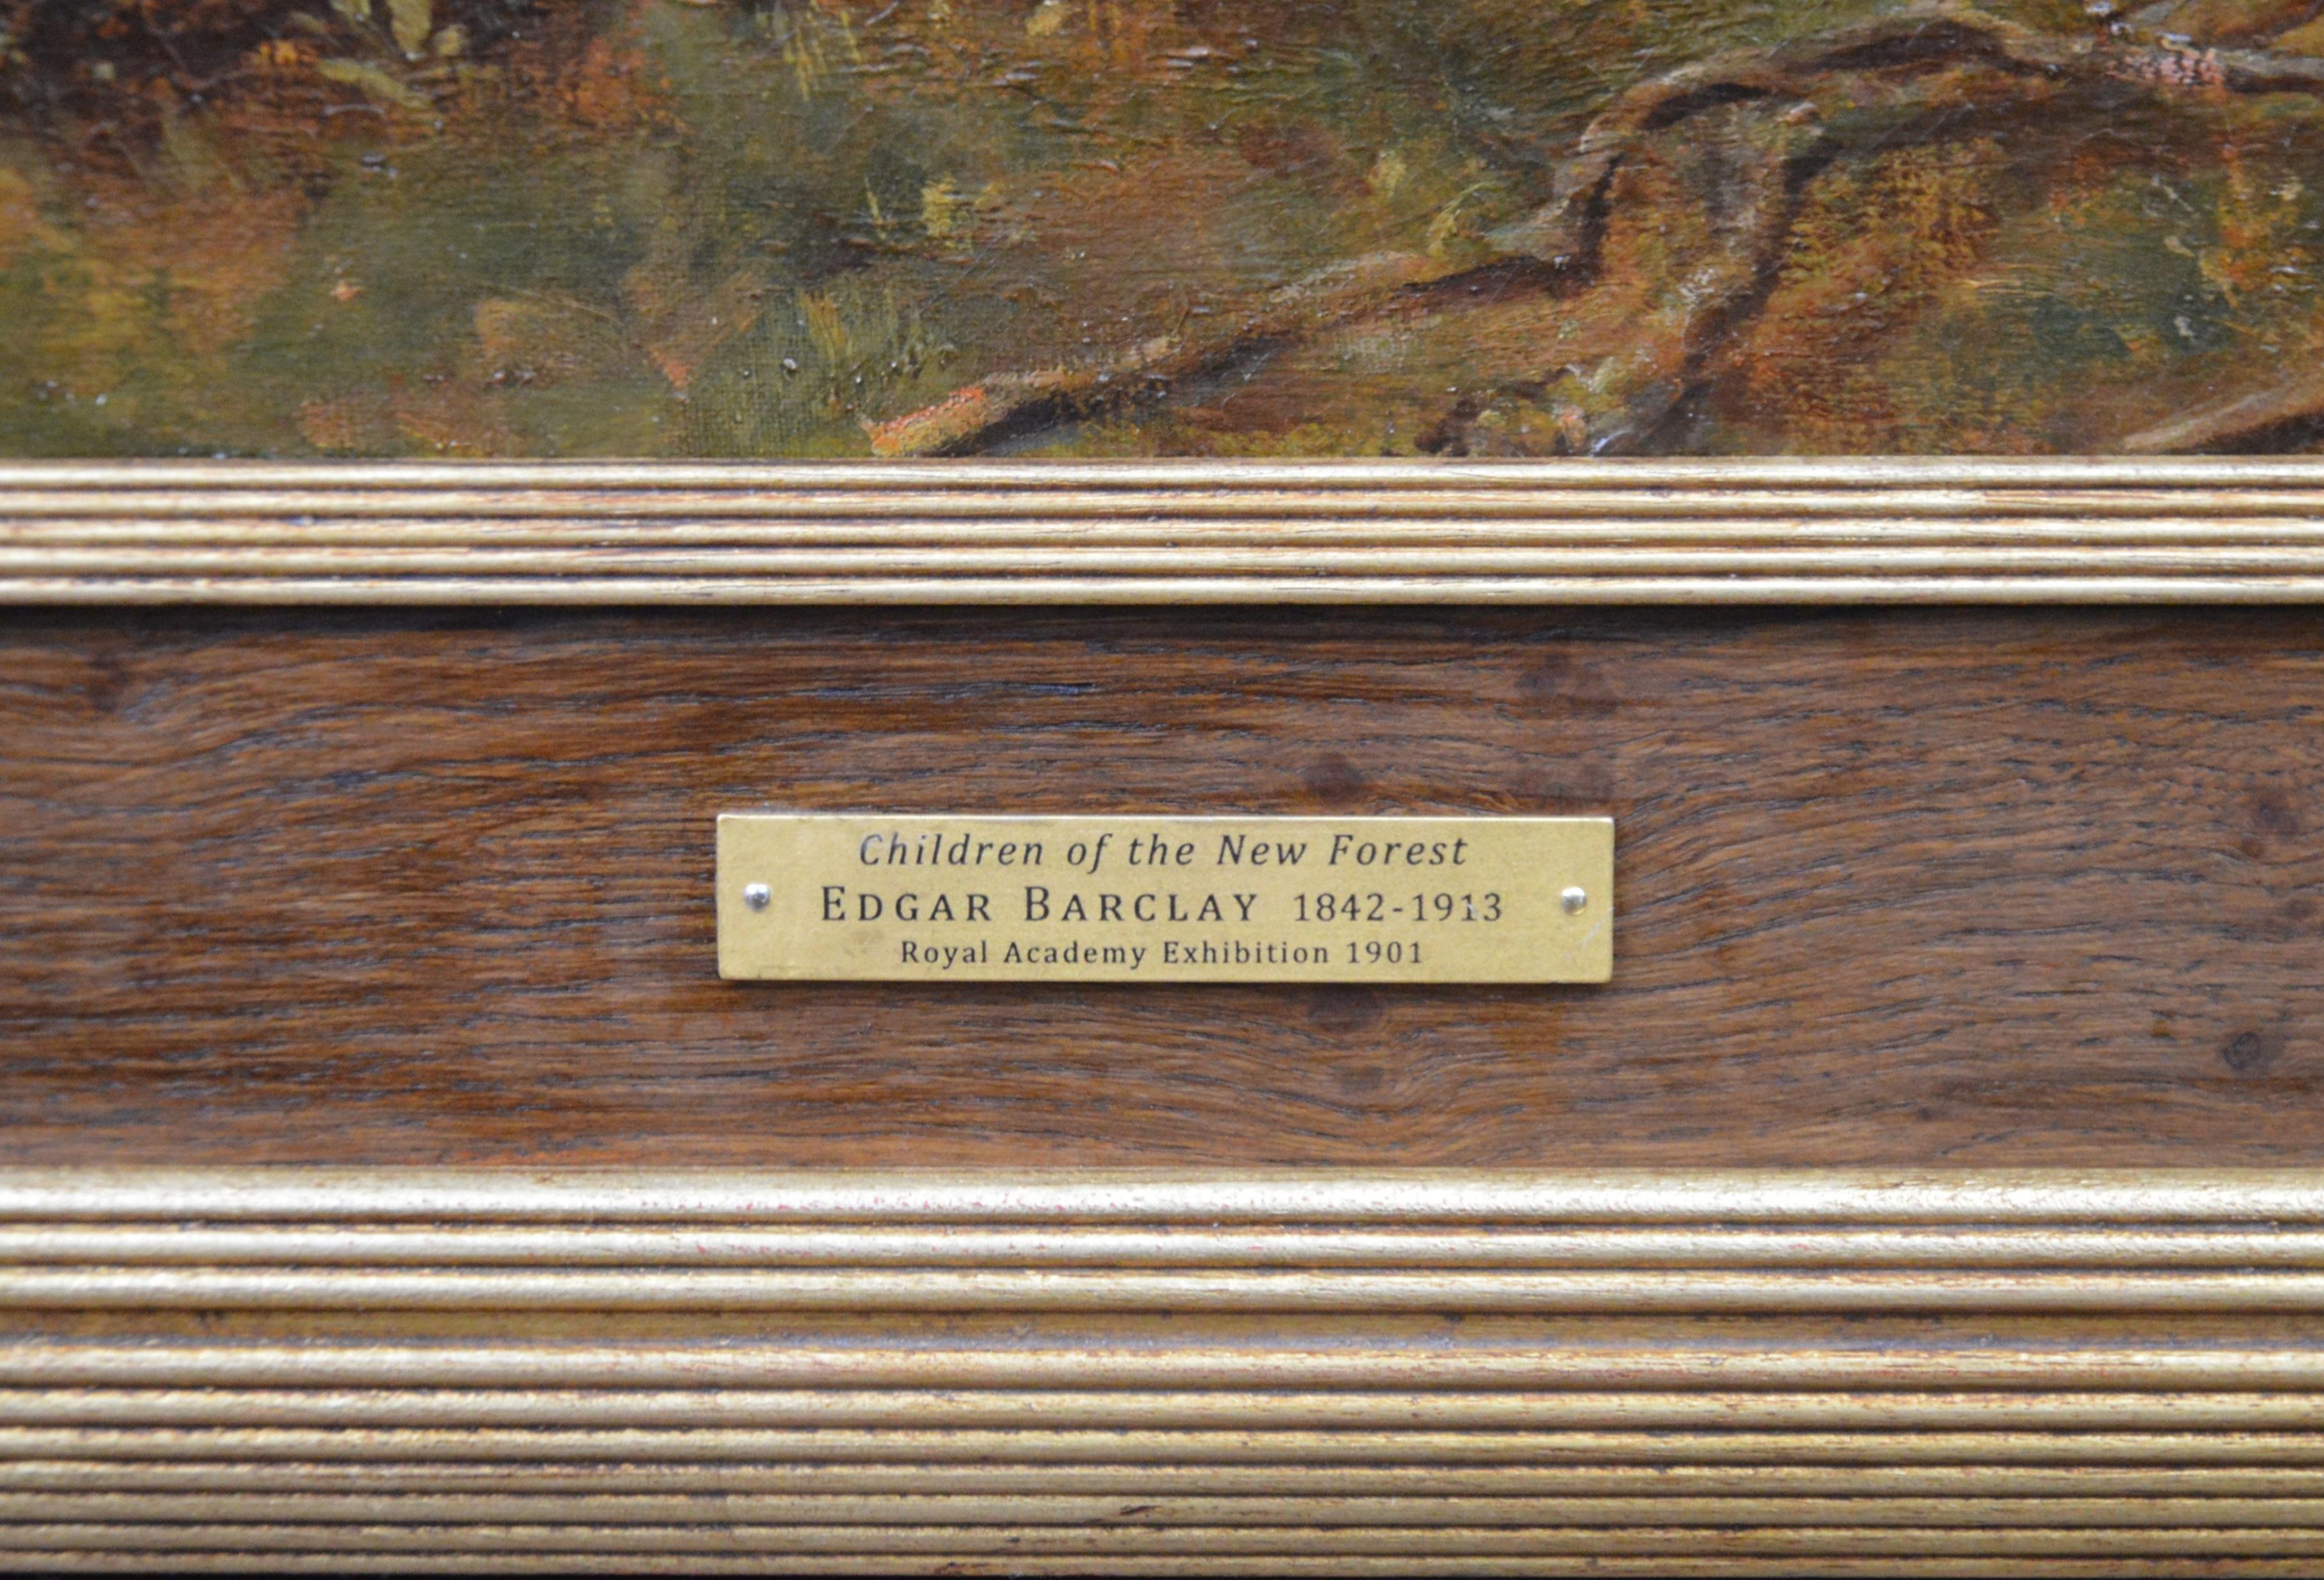 Children of the New Forest
EDGAR BARCLAY 1842-1913
Royal Academy Exhibition 1901